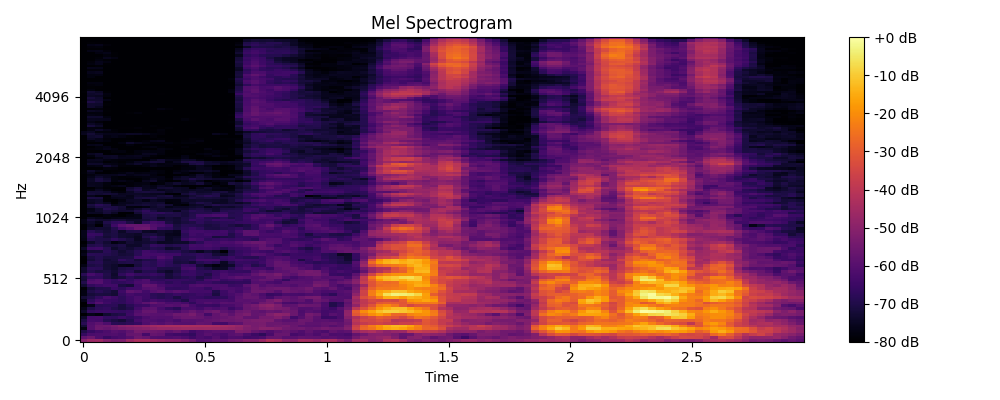 Mel Spectrogram
Hz
4096
2048
1024
512
0
0 0.5 1 1.5 2 2.5
Time
+0 dB
-10 dB
-20 dB
-30 dB
-40 dB
-50 dB
-60 dB
-70 dB
-80 dB